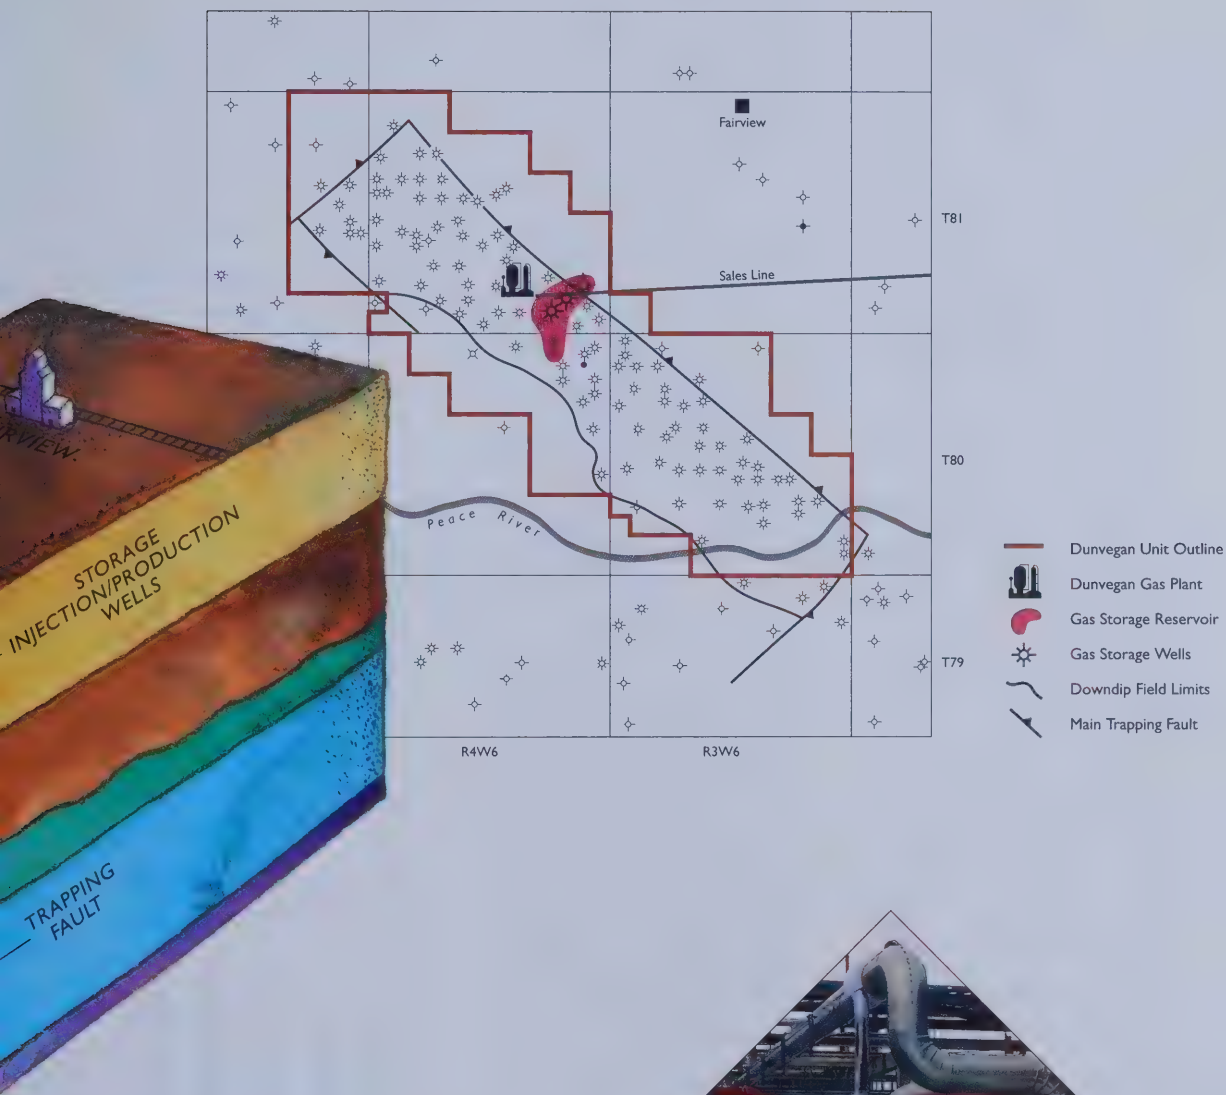 Fairview
T81
Sales Line
T80
Peace River
T79
R4W6
R3W6
Dunvegan Unit Outline
Dunvegan Gas Plant
Gas Storage Reservoir
Gas Storage Wells
Downdip Field Limits
Main Trapping Fault
STORAGE
INJECTION/PRODUCTION
WELLS
TRAPPING
FAULT